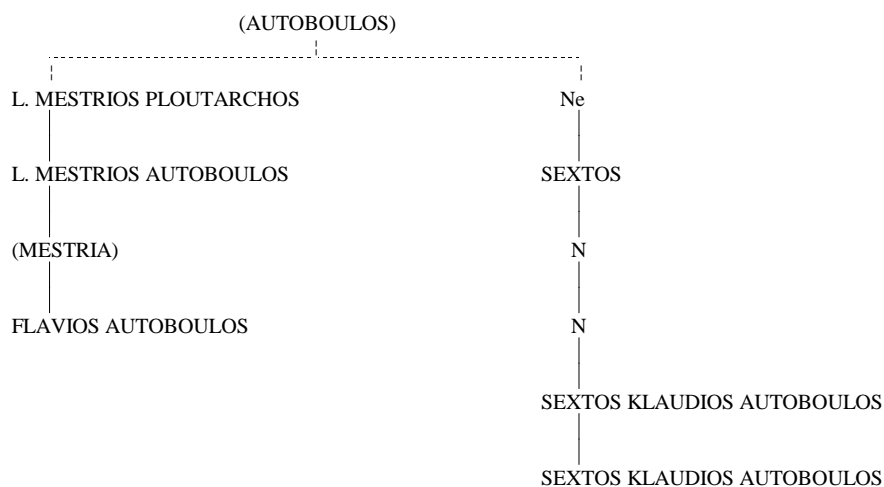 (AUTOBOULOS)
L. MESTRIOS PLOUTARCHOS Ne
L. MESTRIOS AUTOBOULOS SEXTOS
(MESTRIA) N
FLAVIOS AUTOBOULOS N
SEXTOS KLAUDIOS AUTOBOULOS
SEXTOS KLAUDIOS AUTOBOULOS